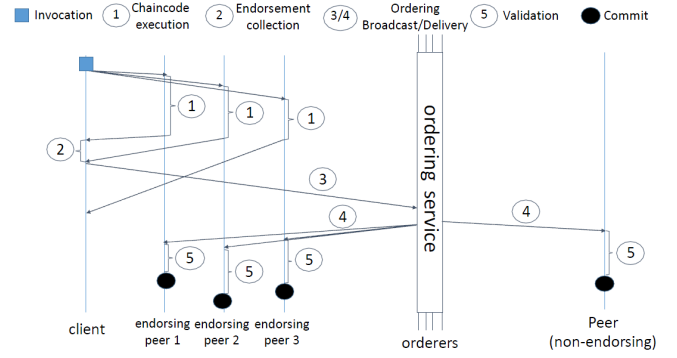 Invocation
1
Chaincode
execution
2
Endorsement
collection
3/4
Ordering
Broadcast/Delivery
5
Validation
Commit
1
1
1
2
3
4
4
5
5
5
5
ordering service
client
endorsing
peer 1
endorsing
peer 2
endorsing
peer 3
orderers
Peer
(non-endorsing)